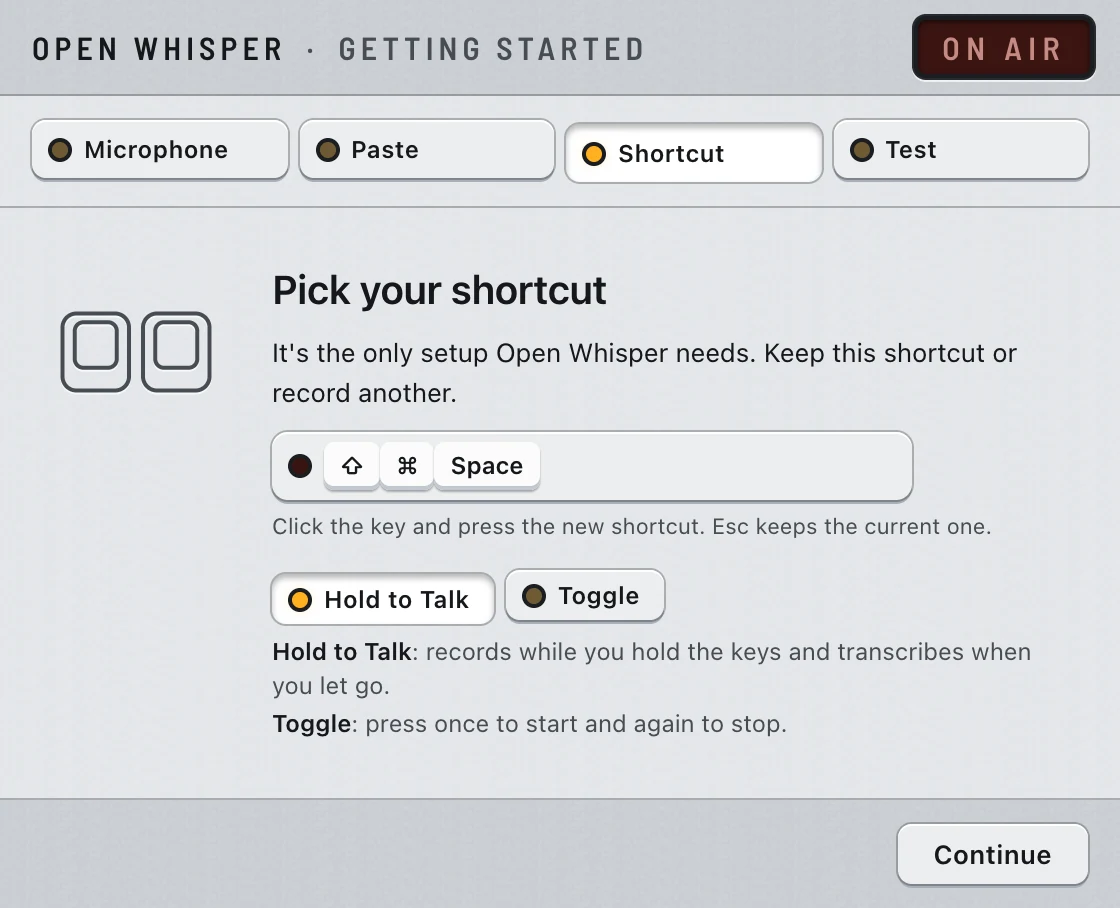 OPEN WHISPER · GETTING STARTED
ON AIR
Microphone
Paste
Shortcut
Test
Pick your shortcut
It's the only setup Open Whisper needs. Keep this shortcut or
record another.
⇧ ⌘ Space
Click the key and press the new shortcut. Esc keeps the current one.
Hold to Talk
Toggle
Hold to Talk: records while you hold the keys and transcribes when
you let go.
Toggle: press once to start and again to stop.
Continue